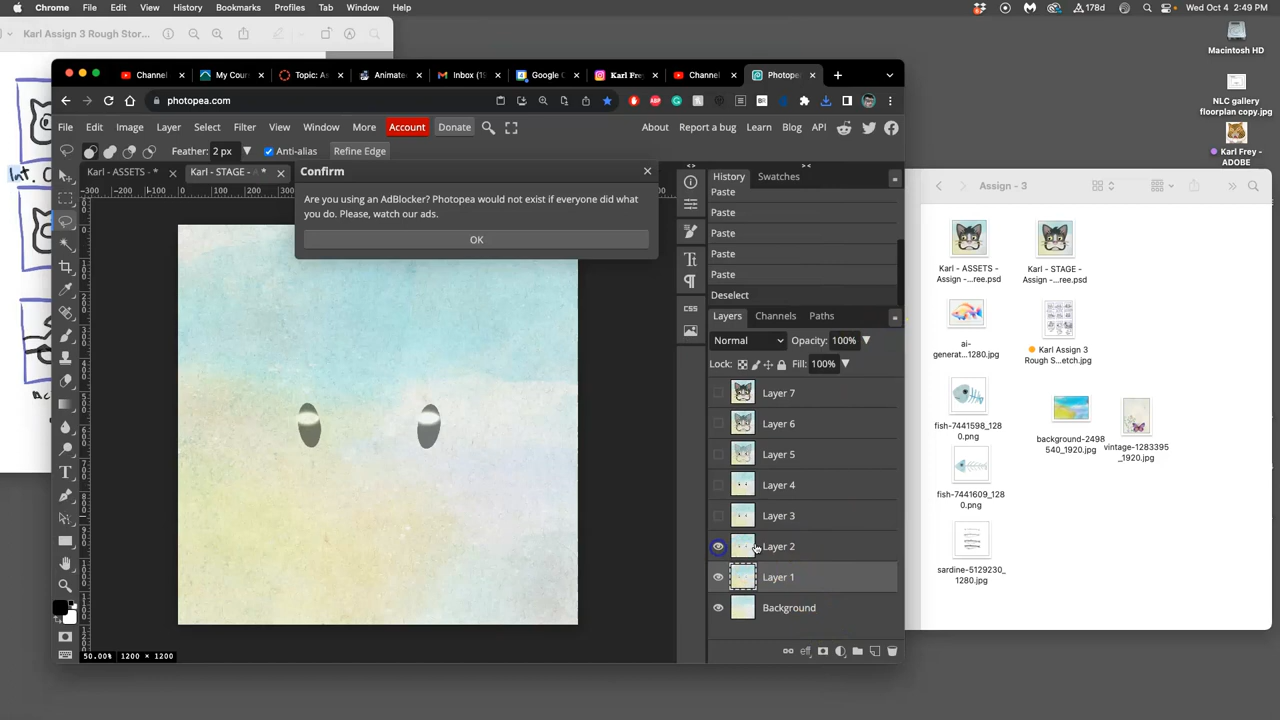 Chrome File Edit View History Bookmarks Profiles Tab Window Help 178d Wed Oct 4 2:49 PM
Karl Assign 3 Rough Stor...
Channel My Cour Topic: As Animate Inbox (15 Google C Karl Fre Channel Photope
photopea.com
File Edit Image Layer Select Filter View Window More Account Donate About Report a bug Learn Blog API
Feather: 2 px Anti-alias Refine Edge
Karl - ASSETS - * Karl - STAGE - A *
Confirm
Are you using an AdBlocker? Photopea would not exist if everyone did what
you do. Please, watch our ads.
OK
History Swatches
Paste
Paste
Paste
Paste
Paste
Deselect
Layers Channels Paths
Normal Opacity: 100%
Lock: Fill: 100%
Layer 7
Layer 6
Layer 5
Layer 4
Layer 3
Layer 2
Layer 1
Background
CSS
50.00% 1200 × 1200
Int.
Macintosh HD
NLC gallery
floorplan copy.jpg
Karl Frey -
ADOBE
Assign - 3
Karl - ASSETS -
Assign -...ree.psd
Karl - STAGE -
Assign -...ree.psd
ai-
generat...1280.jpg
Karl Assign 3
Rough S...etch.jpg
fish-7441598_128
0.png
background-2498
540_1920.jpg
vintage-1283395
_1920.jpg
fish-7441609_128
0.png
sardine-5129230_
1280.jpg